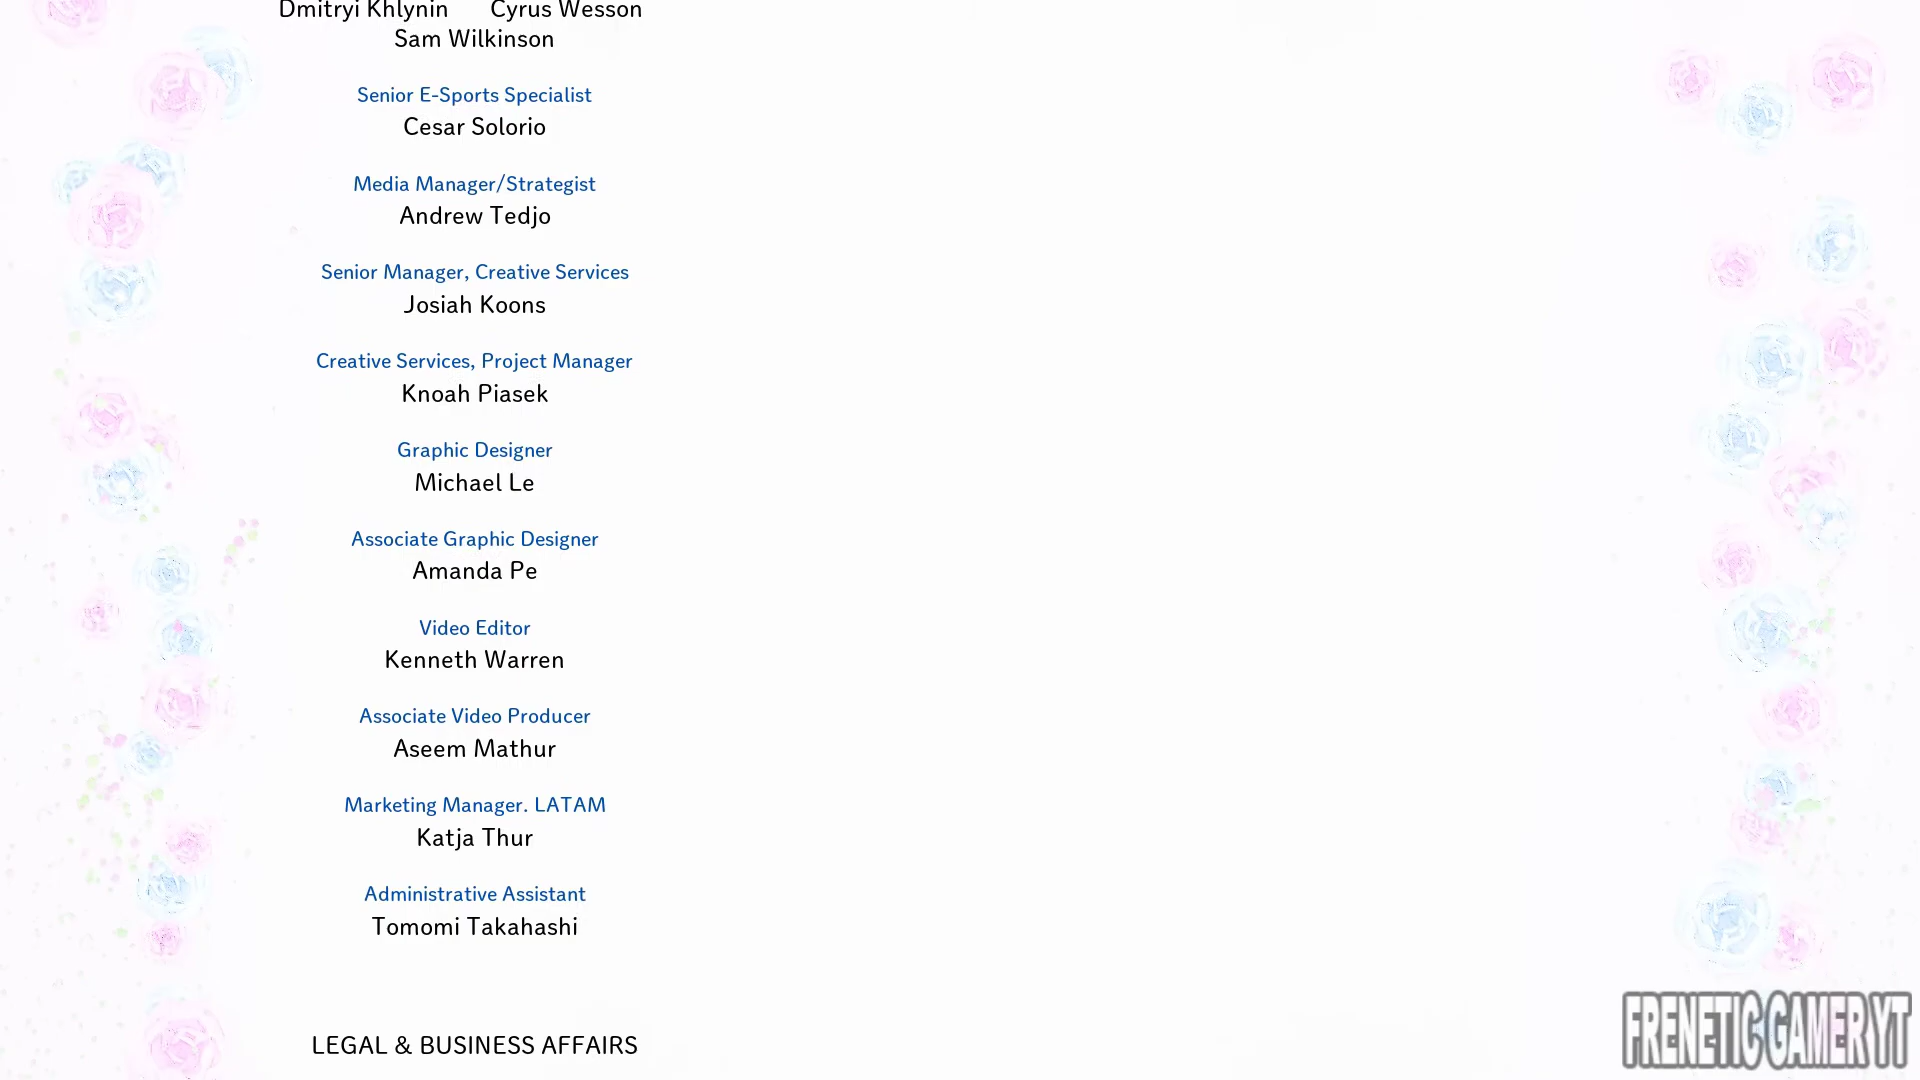 Dmitryi Khlynin Cyrus Wesson
Sam Wilkinson
Senior E-Sports Specialist
Cesar Solorio
Media Manager/Strategist
Andrew Tedjo
Senior Manager, Creative Services
Josiah Koons
Creative Services, Project Manager
Knoah Piasek
Graphic Designer
Michael Le
Associate Graphic Designer
Amanda Pe
Video Editor
Kenneth Warren
Associate Video Producer
Aseem Mathur
Marketing Manager. LATAM
Katja Thur
Administrative Assistant
Tomomi Takahashi
LEGAL & BUSINESS AFFAIRS
FRENETIC GAMER YT